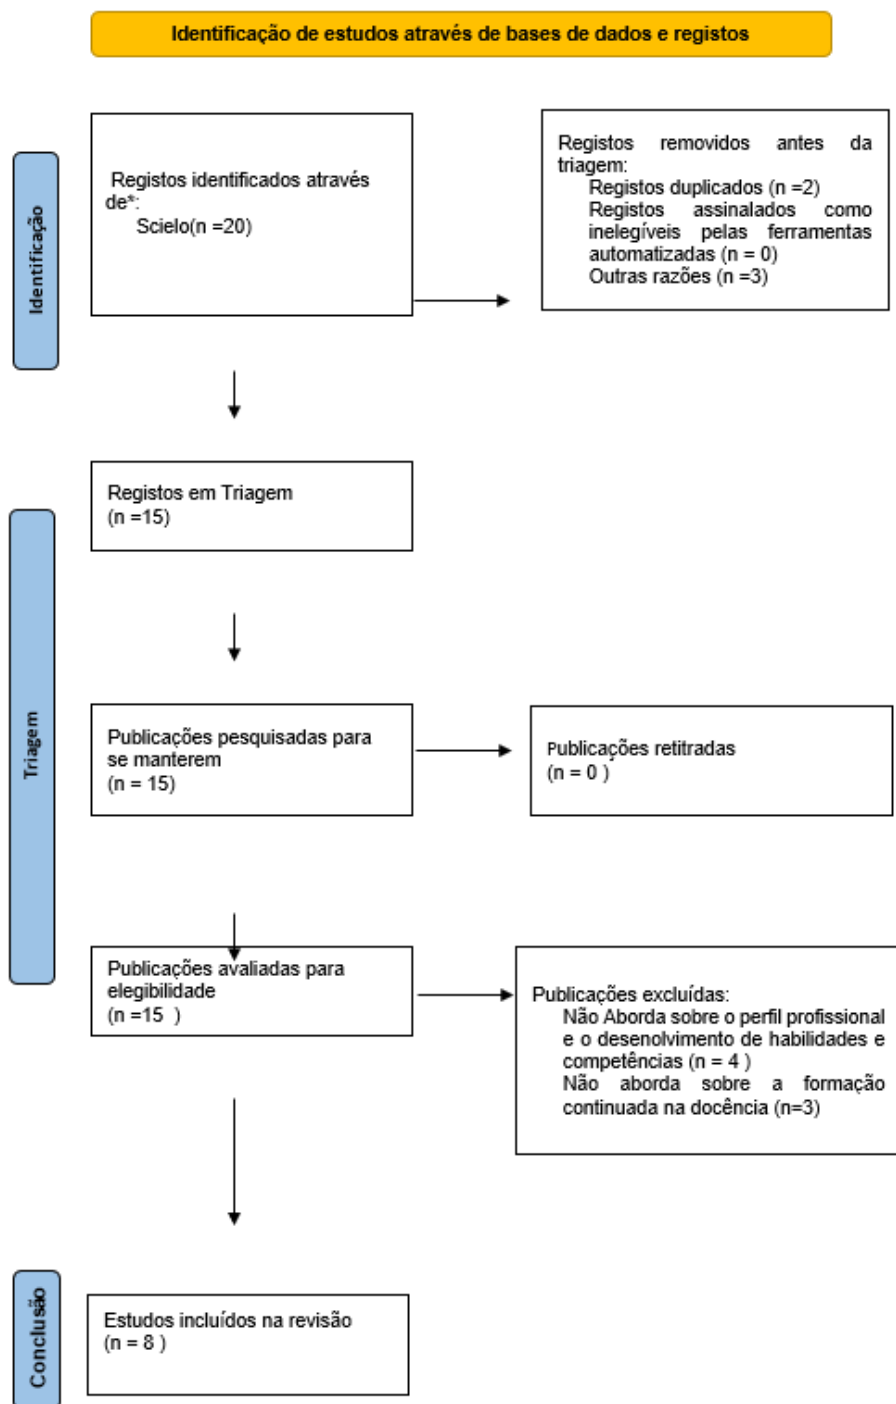 Identificação de estudos através de bases de dados e registos
Identificação
Registos identificados através
de*:
Scielo(n =20)
Registos removidos antes da
triagem:
Registos duplicados (n =2)
Registos assinalados como
inelegíveis pelas ferramentas
automatizadas (n = 0)
Outras razões (n =3)
Triagem
Registos em Triagem
(n =15)
Publicações pesquisadas para
se manterem
(n = 15)
Publicações retitradas
(n = 0 )
Publicações avaliadas para
elegibilidade
(n =15 )
Publicações excluídas:
Não Aborda sobre o perfil profissional
e o desenolvimento de habilidades e
competências (n = 4 )
Não aborda sobre a formação
continuada na docência (n=3)
Conclusão
Estudos incluídos na revisão
(n = 8 )